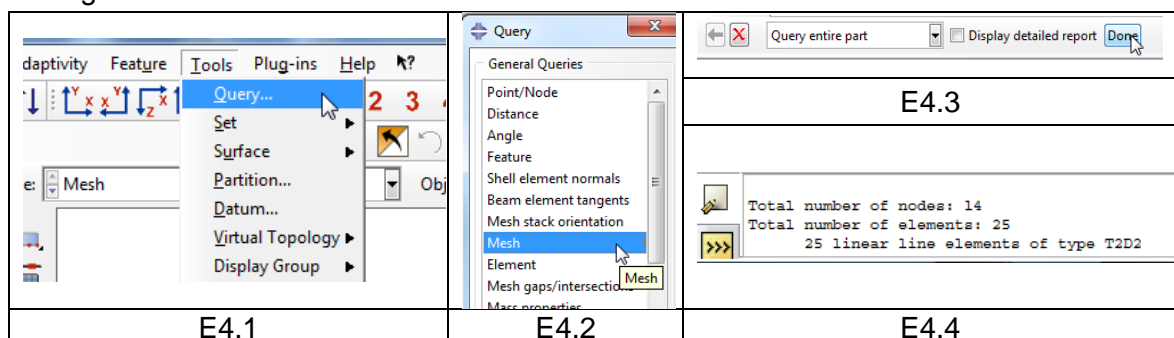 daptivity Feature Tools Plug-ins Help
Query...
2 3
Set
Surface
e: Mesh
Partition...
Obj
Datum...
Virtual Topology
Display Group
E4.1
Query
General Queries
Point/Node
Distance
Angle
Feature
Shell element normals
Beam element tangents
Mesh stack orientation
Mesh
Element
Mesh
Mesh gaps/intersections
Mass properties
E4.2
Query entire part
Display detailed report
Done
E4.3
Total number of nodes: 14
Total number of elements: 25
25 linear line elements of type T2D2
>>>
E4.4